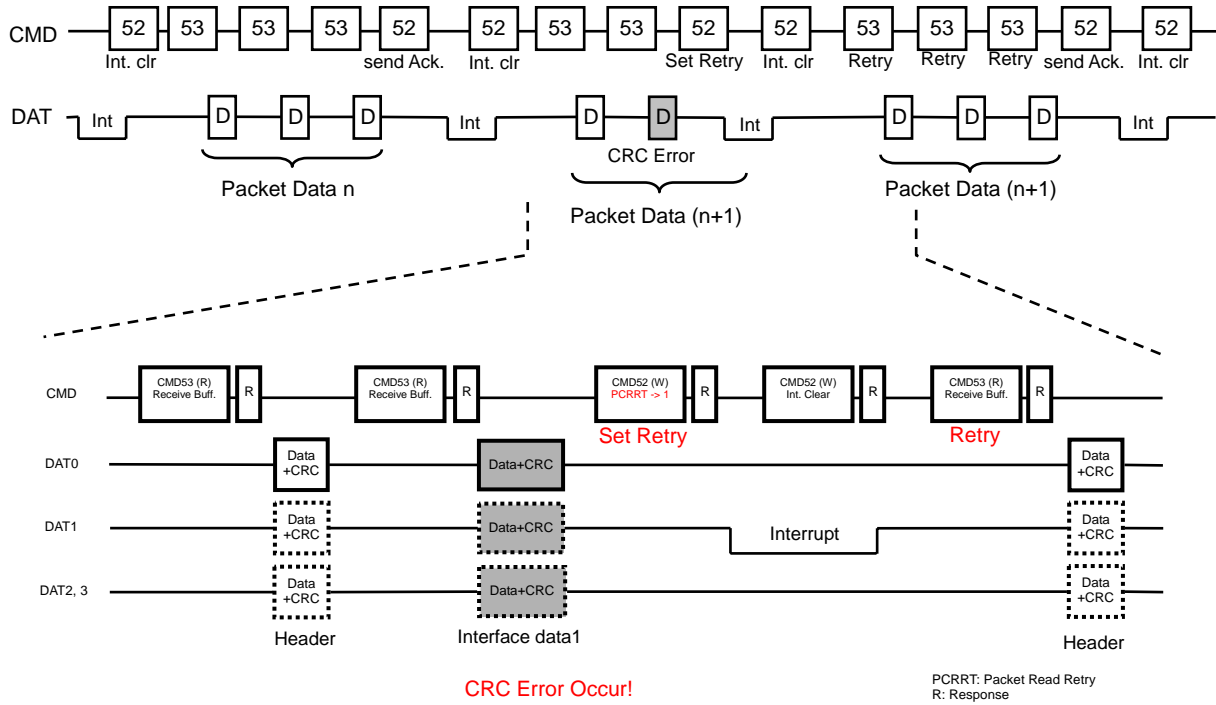 CMD 52 53 53 53 52 52 53 53 52 52 53 53 53 52 52
Int. clr send Ack. Int. clr Set Retry Int. clr Retry Retry Retry send Ack. Int. clr
DAT Int D D D Int D D Int D D D Int
CRC Error
Packet Data n
Packet Data (n+1)
Packet Data (n+1)
CMD
CMD53 (R)
Receive Buff.
R
CMD53 (R)
Receive Buff.
R
CMD52 (W)
PCRRT -> 1
R
CMD52 (W)
Int. Clear
R
CMD53 (R)
Receive Buff.
R
Set Retry
Retry
DAT0
Data
+CRC
Data+CRC
Data
+CRC
DAT1
Data
+CRC
Data+CRC
Interrupt
Data
+CRC
DAT2, 3
Data
+CRC
Data+CRC
Data
+CRC
Header
Interface data1
Header
CRC Error Occur!
PCRRT: Packet Read Retry
R: Response